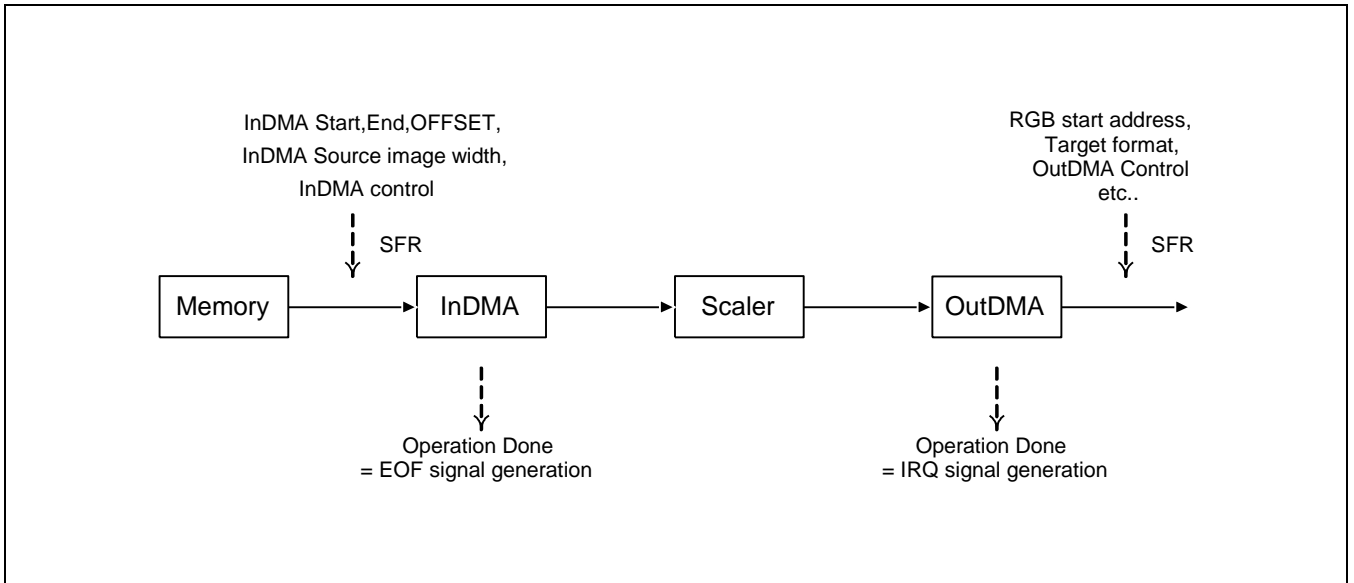 InDMA Start,End,OFFSET,
InDMA Source image width,
InDMA control
SFR
RGB start address,
Target format,
OutDMA Control
etc..
SFR
Memory
InDMA
Scaler
OutDMA
Operation Done
= EOF signal generation
Operation Done
= IRQ signal generation